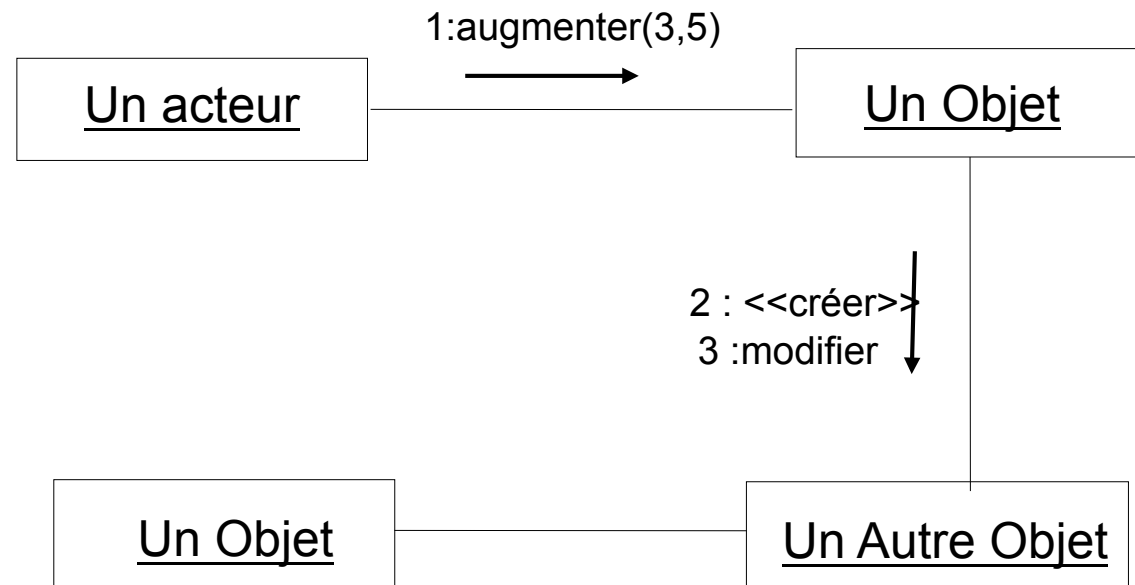 1:augmenter(3,5)
Un acteur
Un Objet
2 : <<créer>>
3 :modifier
Un Objet
Un Autre Objet